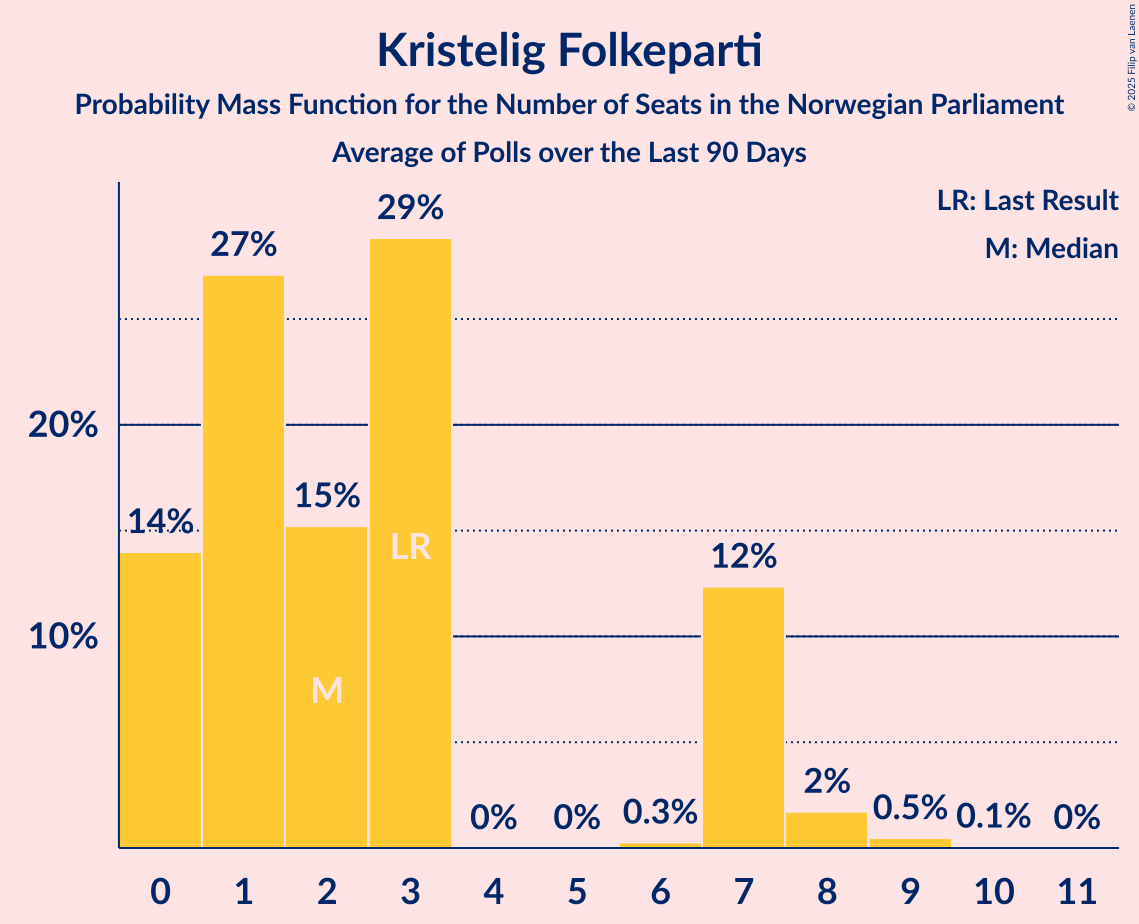 Kristelig Folkeparti
Probability Mass Function for the Number of Seats in the Norwegian Parliament
Average of Polls over the Last 90 Days
© 2025 Filip van Laenen
LR: Last Result
M: Median
29%
27%
20%
15%
14%
LR
12%
10%
M
2%
0.5%
0.3%
0.1%
0%
0%
0%
0 1 2 3 4 5 6 7 8 9 10 11